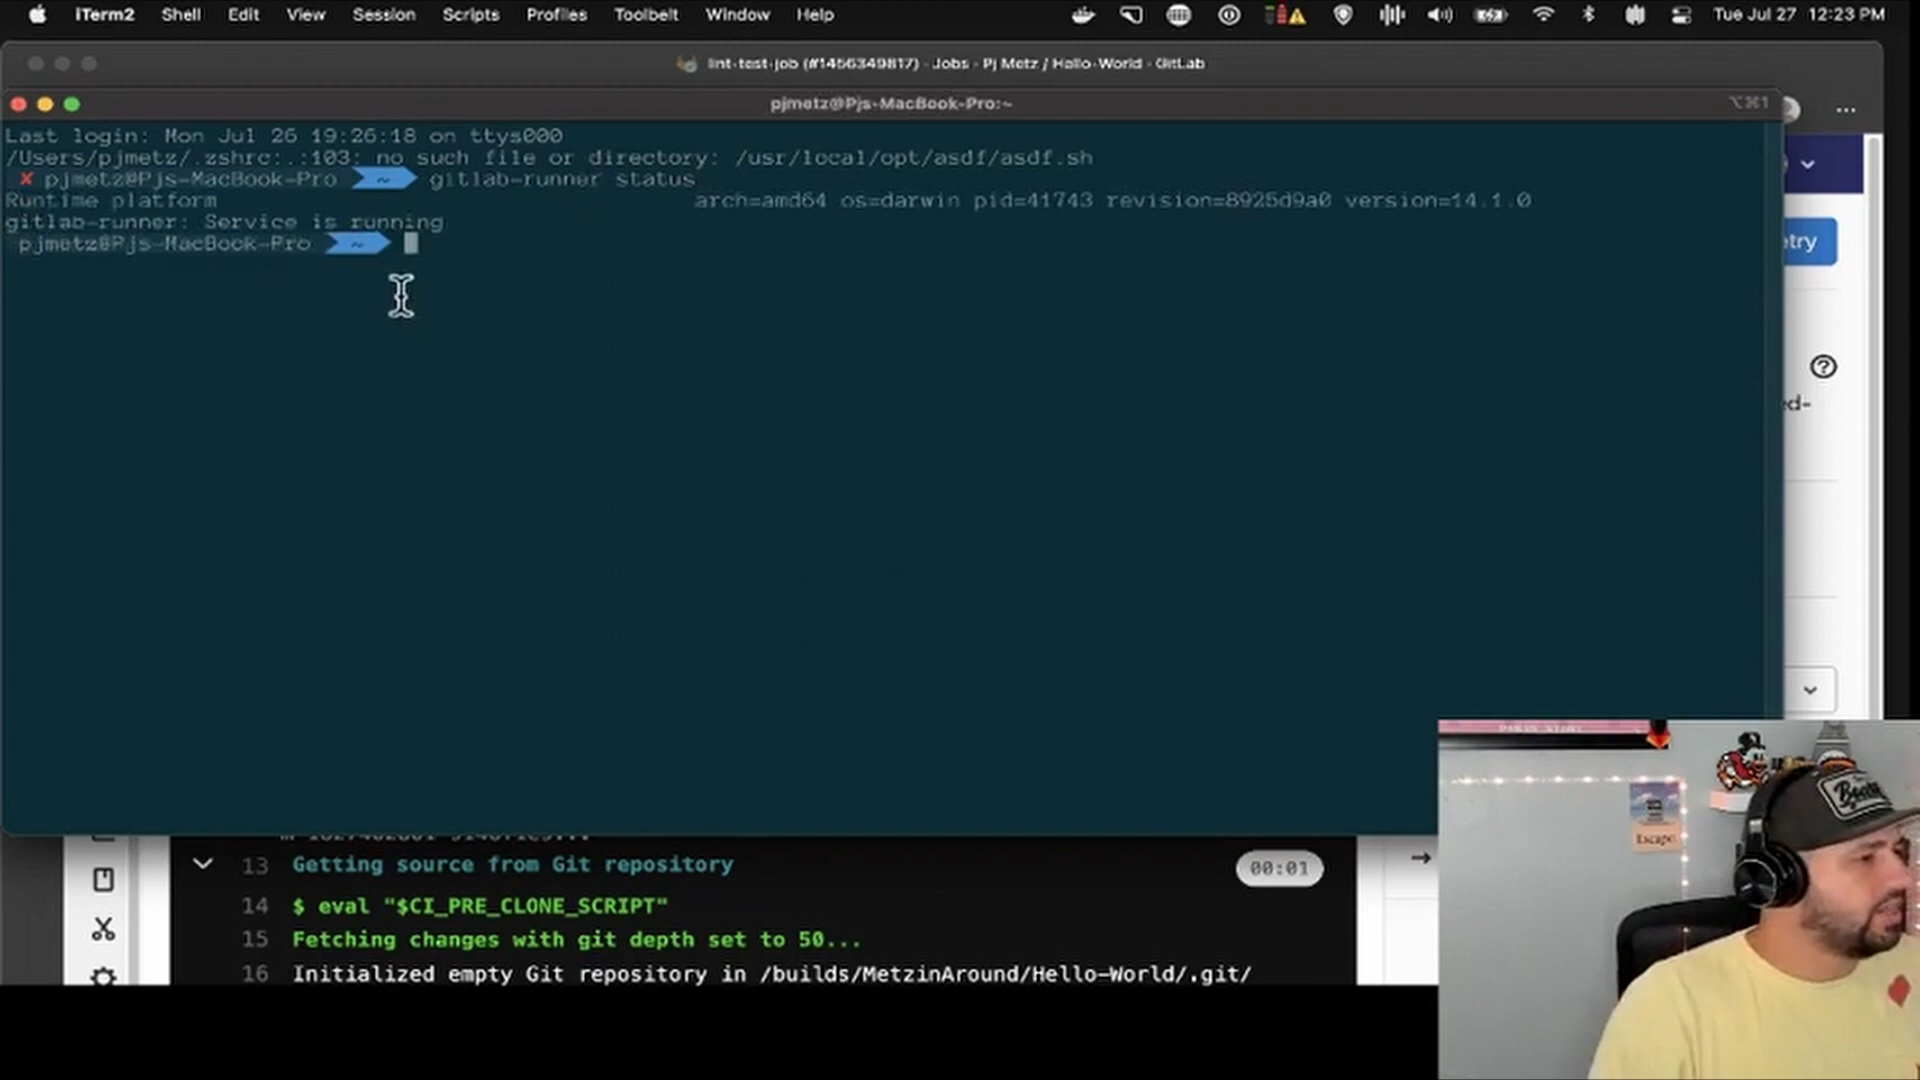 iTerm2 Shell Edit View Session Scripts Profiles Toolbelt Window Help Tue Jul 27 12:23 PM
lint-test-job (#1456349817) · Jobs · Pj Metz / Hello-World · GitLab
pjmetz@Pjs-MacBook-Pro:~ ⌥⌘1
Last login: Mon Jul 26 19:26:18 on ttys000
/Users/pjmetz/.zshrc:.:103: no such file or directory: /usr/local/opt/asdf/asdf.sh
✘ pjmetz@Pjs-MacBook-Pro ~ gitlab-runner status
Runtime platform arch=amd64 os=darwin pid=41743 revision=8925d9a0 version=14.1.0
gitlab-runner: Service is running
pjmetz@Pjs-MacBook-Pro ~
etry
ed-
13 Getting source from Git repository 00:01
14 $ eval "$CI_PRE_CLONE_SCRIPT"
15 Fetching changes with git depth set to 50...
16 Initialized empty Git repository in /builds/MetzinAround/Hello-World/.git/
Escape